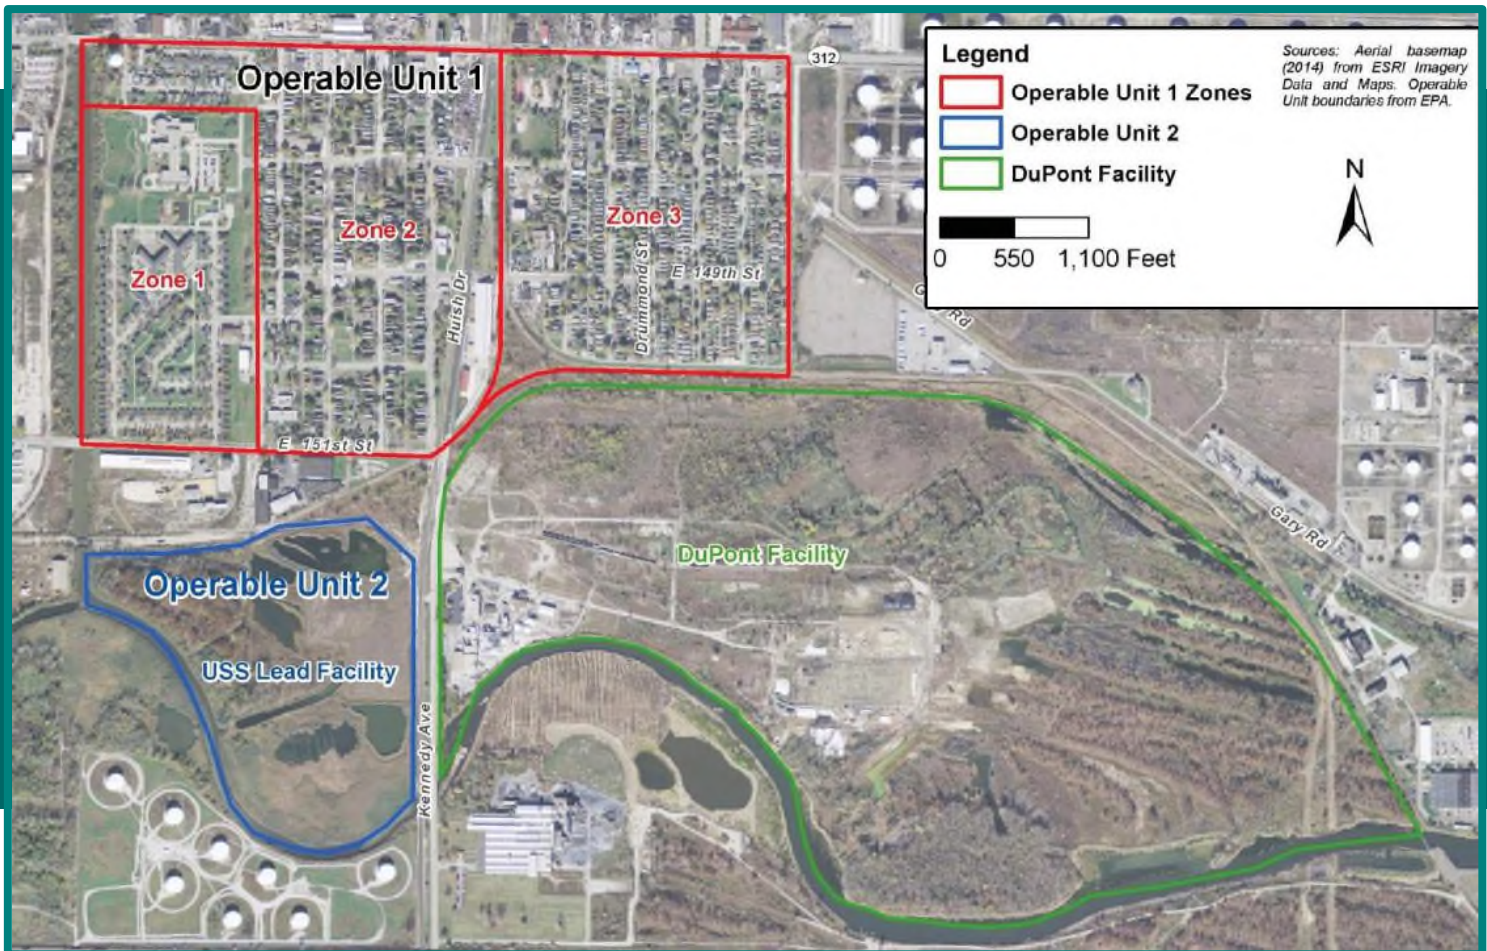 Operable Unit 1
312
Zone 1
Zone 2
Zone 3
Huish Dr
Drummond St
E 149th St
E 151st St
Legend
Operable Unit 1 Zones
Operable Unit 2
DuPont Facility
0 550 1,100 Feet
Sources: Aerial basemap
(2014) from ESRI Imagery
Data and Maps. Operable
Unit boundaries from EPA.
N
Rd
Gary Rd
DuPont Facility
Operable Unit 2
USS Lead Facility
Kennedy Ave